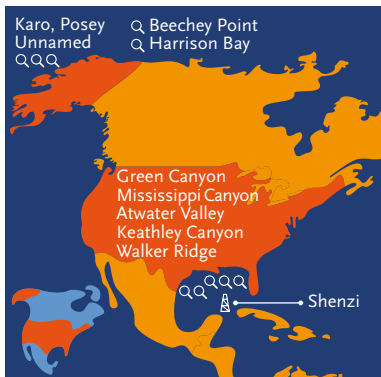 Karo, Posey
Unnamed
Beechey Point
Harrison Bay
Green Canyon
Mississippi Canyon
Atwater Valley
Keathley Canyon
Walker Ridge
Shenzi